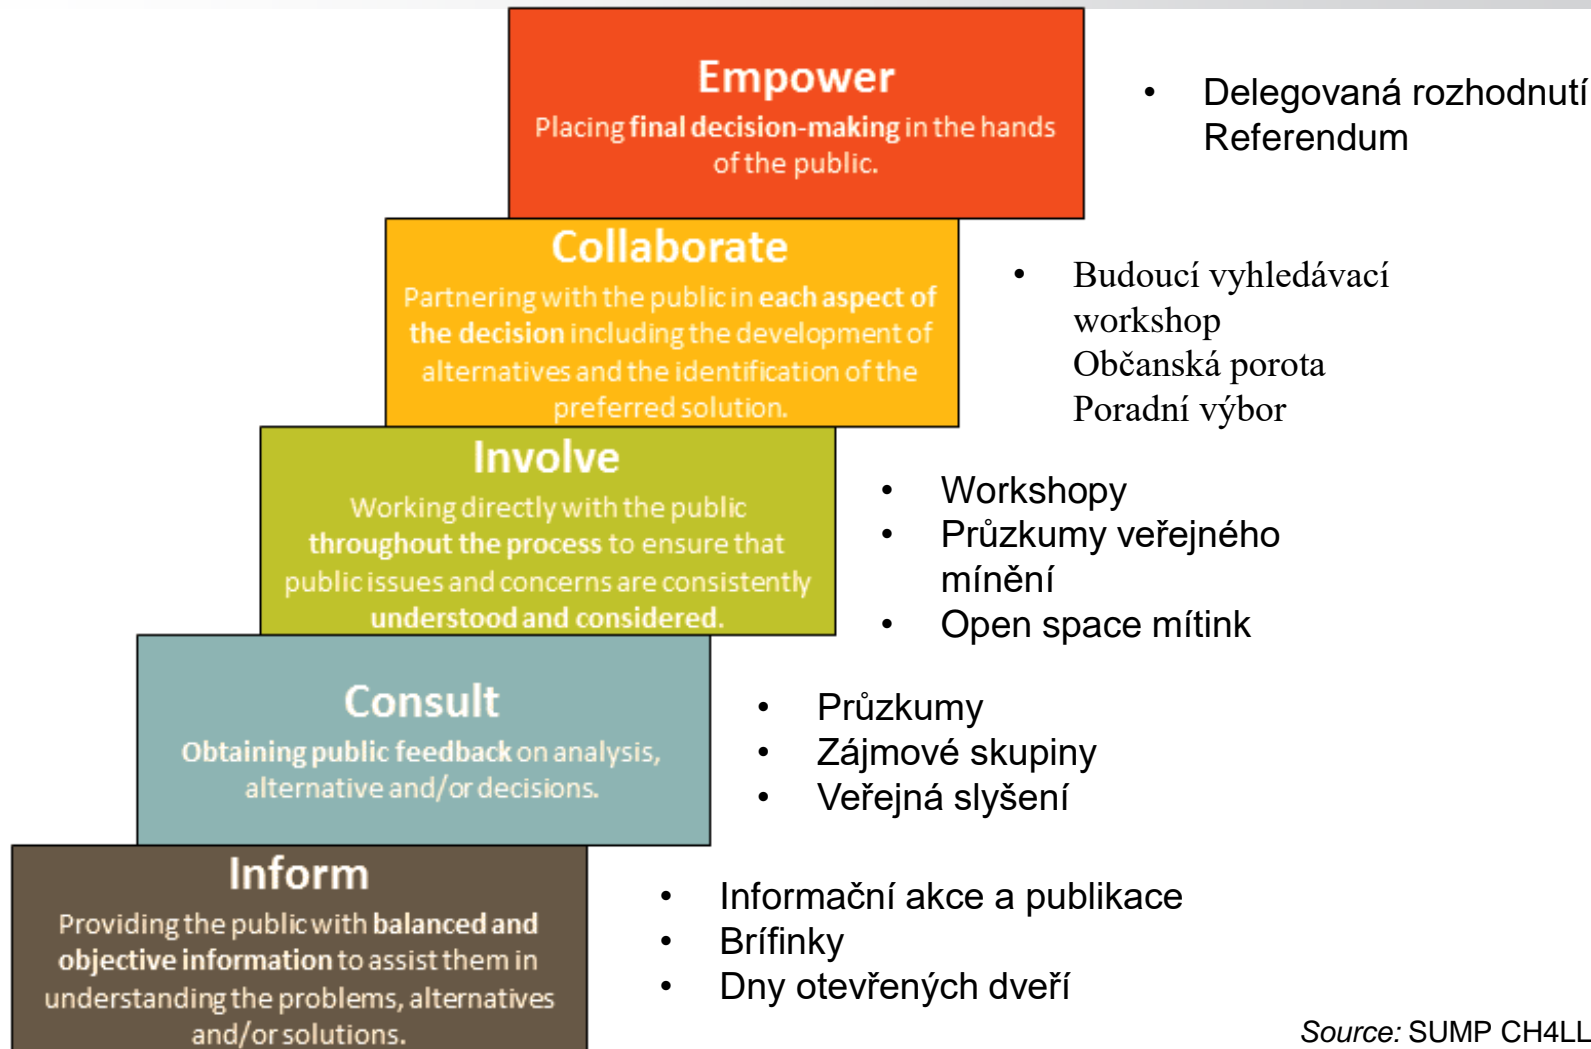 Empower
Placing final decision-making in the hands
of the public.
• Delegovaná rozhodnutí
Referendum
Collaborate
Partnering with the public in each aspect of
the decision including the development of
alternatives and the identification of the
preferred solution.
• Budoucí vyhledávací
workshop
Občanská porota
Poradní výbor
Involve
Working directly with the public
throughout the process to ensure that
public issues and concerns are consistently
understood and considered.
• Workshopy
• Průzkumy veřejného
mínění
• Open space mítink
Consult
Obtaining public feedback on analysis,
alternative and/or decisions.
• Průzkumy
• Zájmové skupiny
• Veřejná slyšení
Inform
Providing the public with balanced and
objective information to assist them in
understanding the problems, alternatives
and/or solutions.
• Informační akce a publikace
• Brífinky
• Dny otevřených dveří
Source: SUMP CH4LL